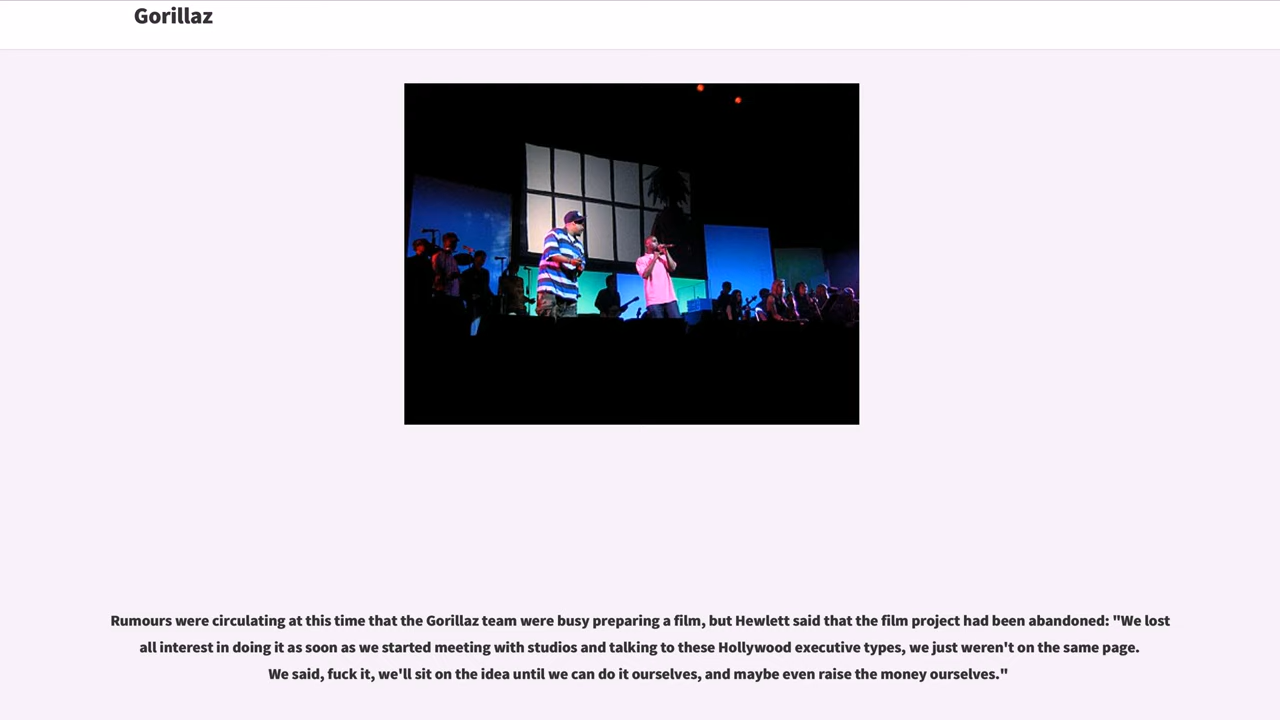 Gorillaz
Rumours were circulating at this time that the Gorillaz team were busy preparing a film, but Hewlett said that the film project had been abandoned: "We lost
all interest in doing it as soon as we started meeting with studios and talking to these Hollywood executive types, we just weren't on the same page.
We said, fuck it, we'll sit on the idea until we can do it ourselves, and maybe even raise the money ourselves."